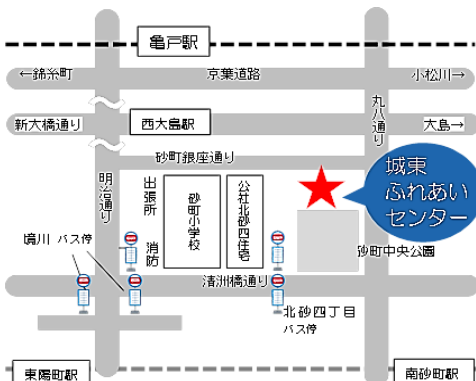 亀戸駅
←錦糸町
京葉道路
小松川→
丸八通り
新大橋通り
西大島駅
大島→
砂町銀座通り
明治通り
出張所
消防
砂町小学校
公社北砂四住宅
城東
ふれあい
センター
境川 バス停
砂町中央公園
清洲橋通り
北砂四丁目
バス停
東陽町駅
南砂町駅